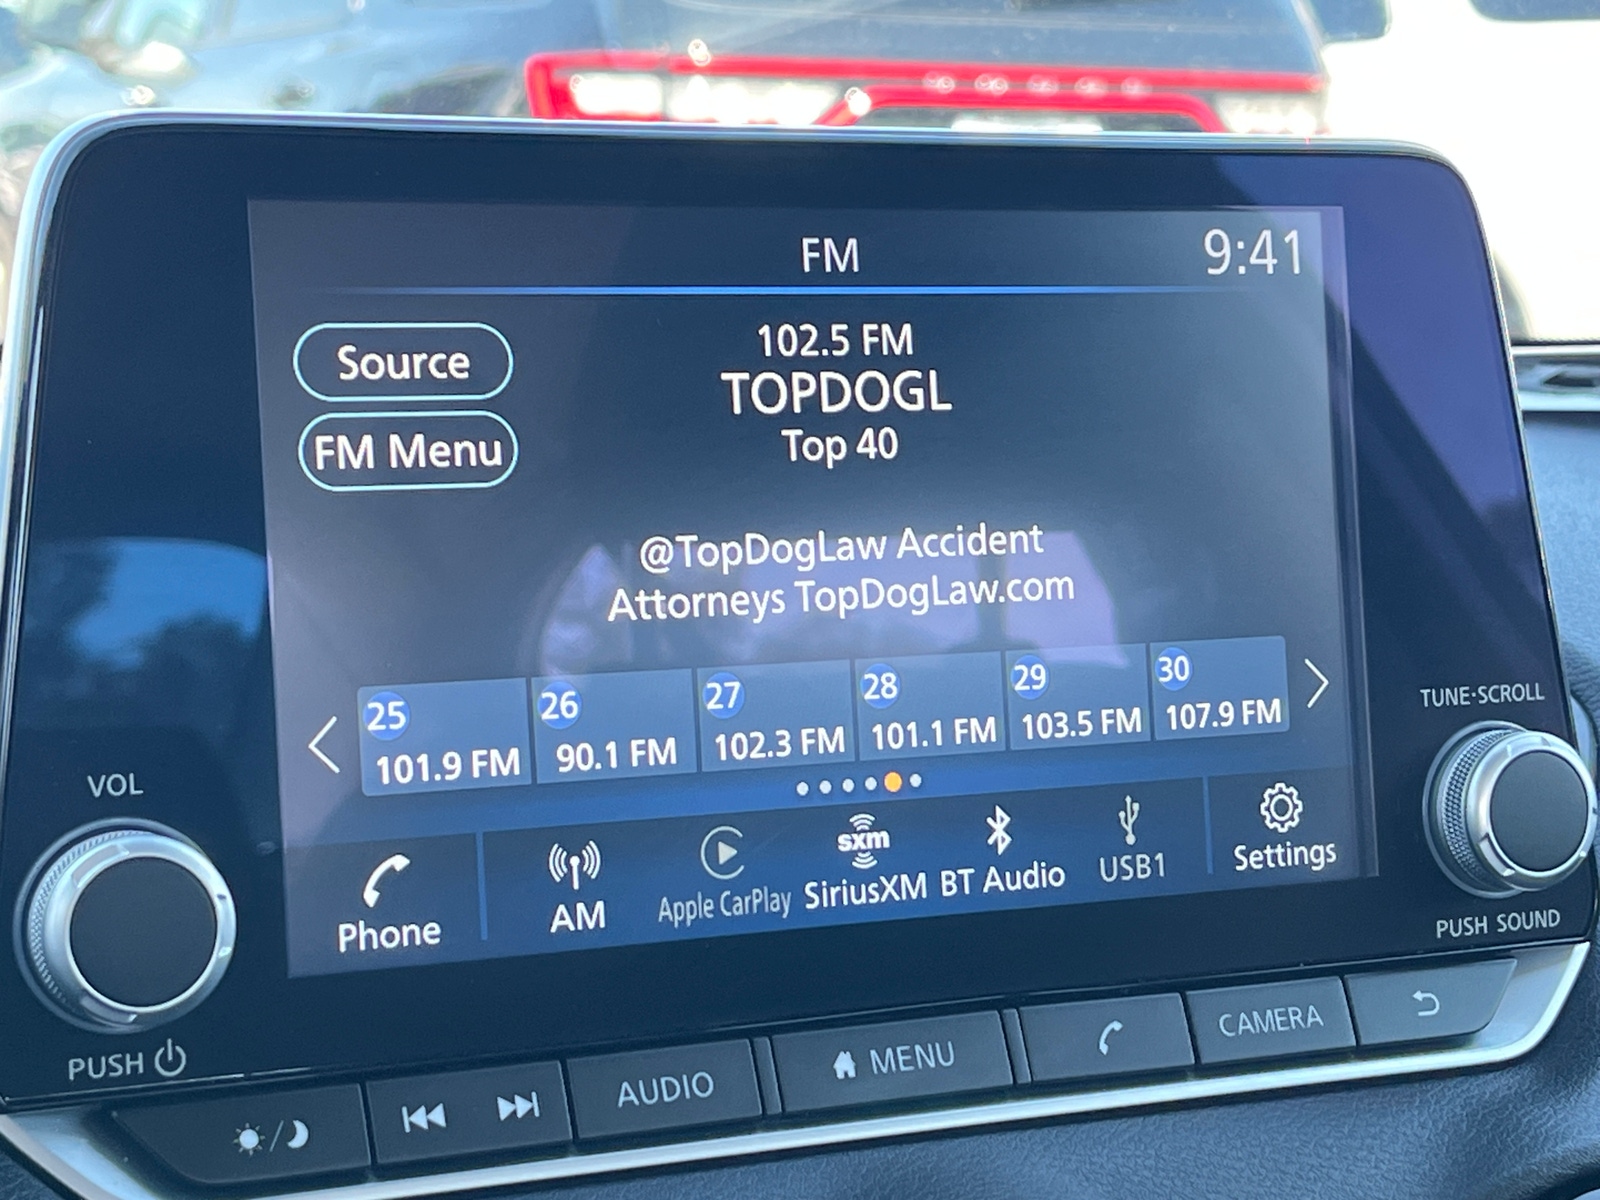 FM
9:41
Source
FM Menu
102.5 FM
TOPDOGL
Top 40
@TopDogLaw Accident
Attorneys TopDogLaw.com
25
101.9 FM
26
90.1 FM
27
102.3 FM
28
101.1 FM
29
103.5 FM
30
107.9 FM
Phone
AM
Apple CarPlay
sxm
SiriusXM
BT Audio
USB1
Settings
VOL
PUSH
TUNE·SCROLL
PUSH SOUND
AUDIO
MENU
CAMERA